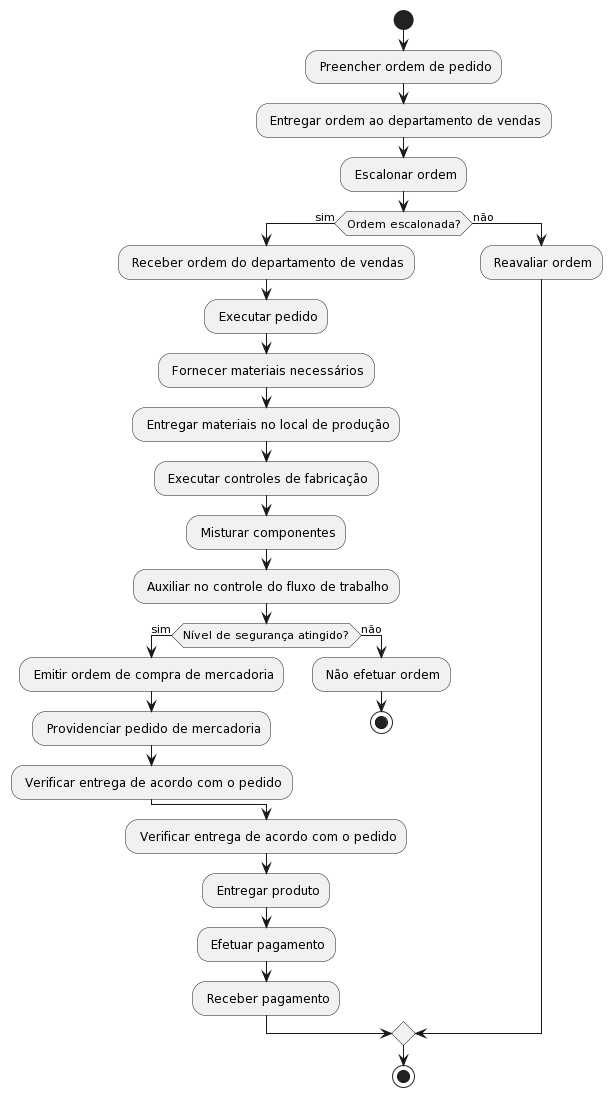 Preencher ordem de pedido
Entregar ordem ao departamento de vendas
Escalonar ordem
sim
Ordem escalonada?
não
Receber ordem do departamento de vendas
Reavaliar ordem
Executar pedido
Fornecer materiais necessários
Entregar materiais no local de produção
Executar controles de fabricação
Misturar componentes
Auxiliar no controle do fluxo de trabalho
sim
Nível de segurança atingido?
não
Emitir ordem de compra de mercadoria
Não efetuar ordem
Providenciar pedido de mercadoria
Verificar entrega de acordo com o pedido
Verificar entrega de acordo com o pedido
Entregar produto
Efetuar pagamento
Receber pagamento